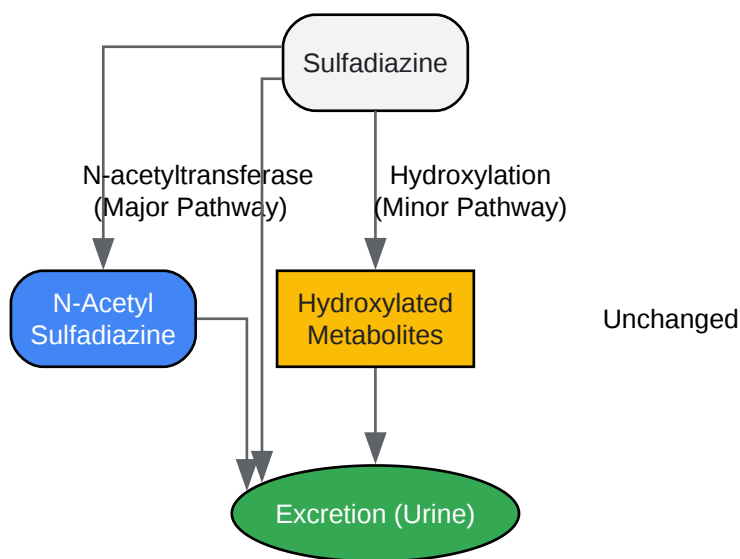 Sulfadiazine
N-acetyltransferase
(Major Pathway)
Hydroxylation
(Minor Pathway)
N-Acetyl
Sulfadiazine
Hydroxylated
Metabolites
Unchanged
Excretion (Urine)